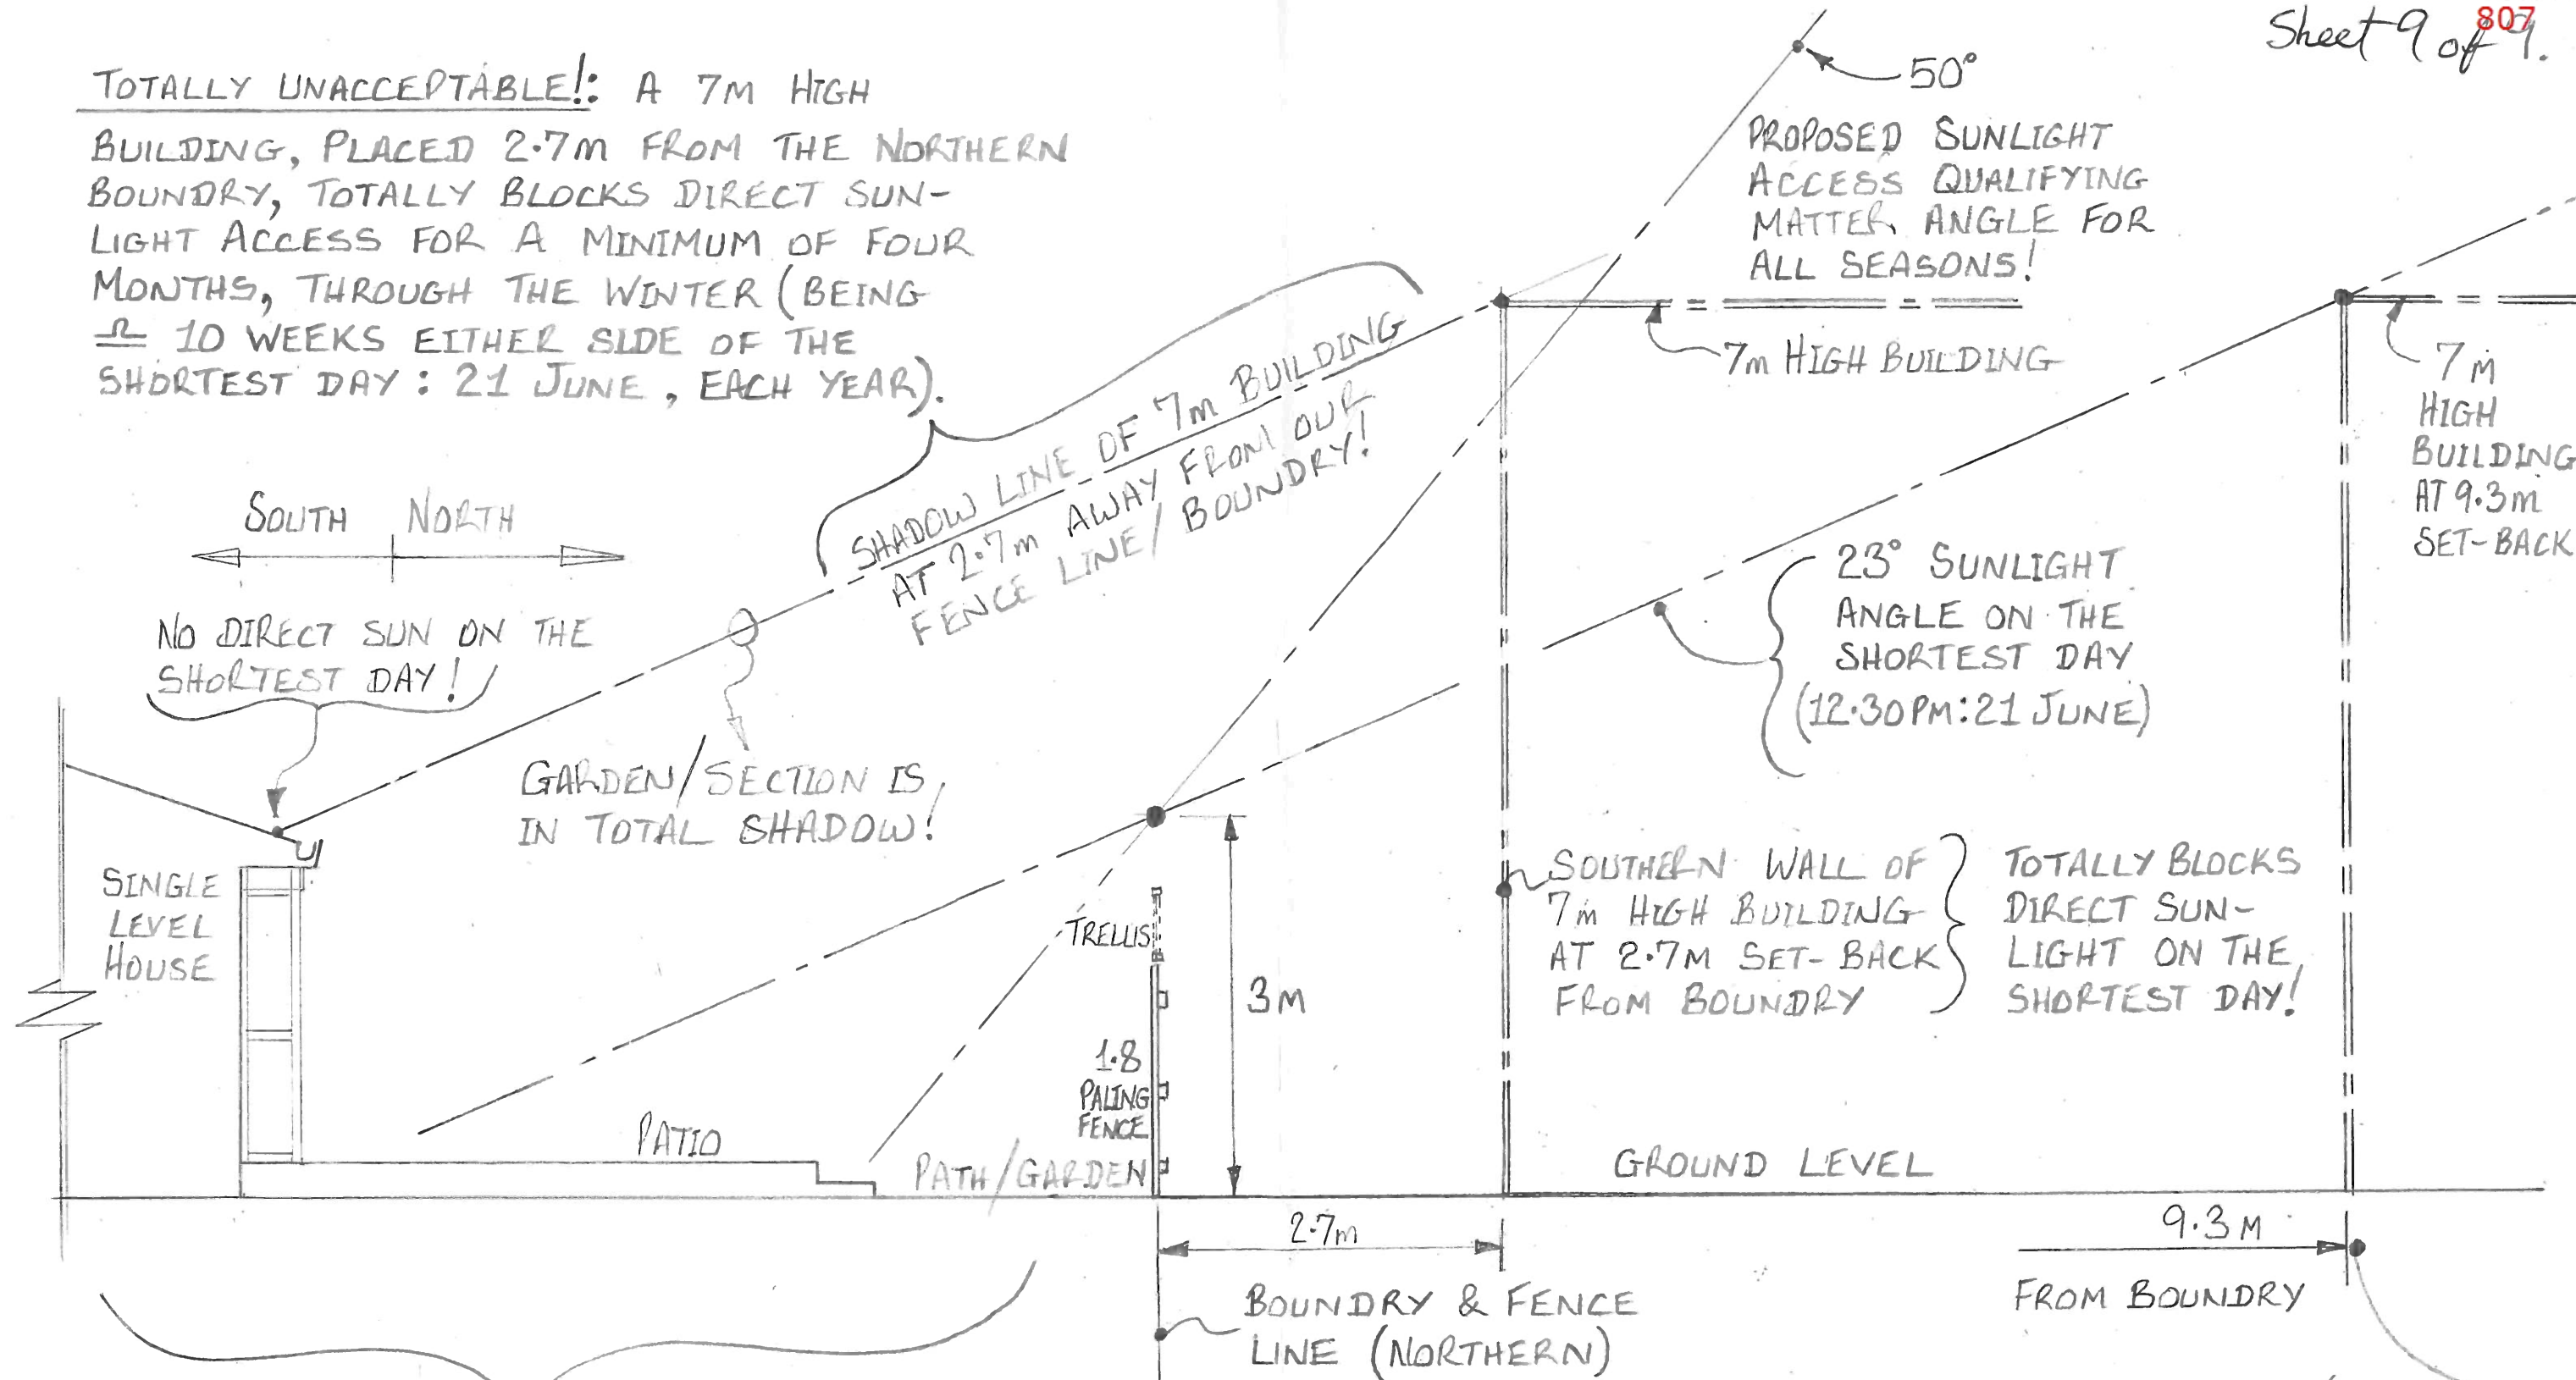 807
Sheet 9 of 9.
TOTALLY UNACCEPTABLE!: A 7M HIGH
BUILDING, PLACED 2.7M FROM THE NORTHERN
BOUNDRY, TOTALLY BLOCKS DIRECT SUN-
LIGHT ACCESS FOR A MINIMUM OF FOUR
MONTHS, THROUGH THE WINTER (BEING
10 WEEKS EITHER SIDE OF THE
SHORTEST DAY: 21 JUNE, EACH YEAR).
50°
PROPOSED SUNLIGHT
ACCESS QUALIFYING
MATTER ANGLE FOR
ALL SEASONS!
7m HIGH BUILDING
7m
HIGH
BUILDING
AT 9.3m
SET-BACK
SHADOW LINE OF 7m BUILDING
AT 2.7m AWAY FROM OUR
FENCE LINE/BOUNDRY!
SOUTH NORTH
NO DIRECT SUN ON THE
SHORTEST DAY!
23° SUNLIGHT
ANGLE ON THE
SHORTEST DAY
(12.30PM:21 JUNE)
GARDEN/SECTION IS
IN TOTAL SHADOW!
SINGLE
LEVEL
HOUSE
TRELLIS
3M
SOUTHERN WALL OF
7m HIGH BUILDING
AT 2.7M SET-BACK
FROM BOUNDRY
TOTALLY BLOCKS
DIRECT SUN-
LIGHT ON THE
SHORTEST DAY!
1.8
PALING
FENCE
PATIO
PATH/GARDEN
GROUND LEVEL
2.7m
9.3M
FROM BOUNDRY
BOUNDRY & FENCE
LINE (NORTHERN)